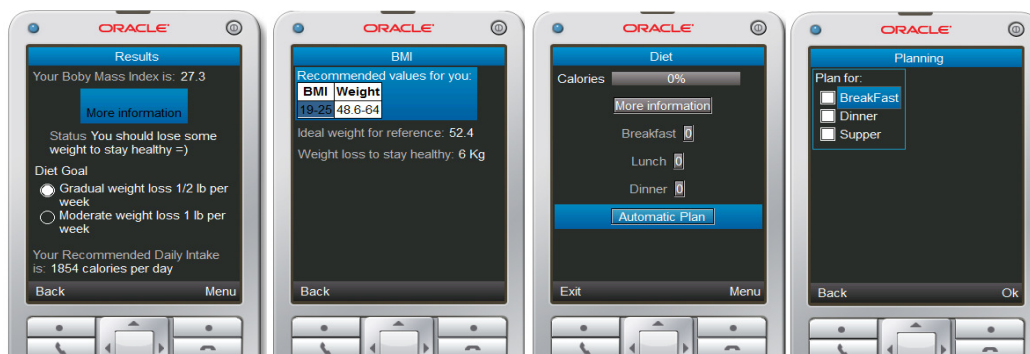 ORACLE
Results
Your Boby Mass Index is: 27.3
More information
Status You should lose some
weight to stay healthy =)
Diet Goal
Gradual weight loss 1/2 lb per
week
Moderate weight loss 1 lb per
week
Your Recommended Daily Intake
is: 1854 calories per day
Back Menu
ORACLE
BMI
Recommended values for you:
BMI Weight
19-25 48.6-64
Ideal weight for reference: 52.4
Weight loss to stay healthy: 6 Kg
Back
ORACLE
Diet
Calories 0%
More information
Breakfast 0
Lunch 0
Dinner 0
Automatic Plan
Exit Menu
ORACLE
Planning
Plan for:
BreakFast
Dinner
Supper
Back Ok